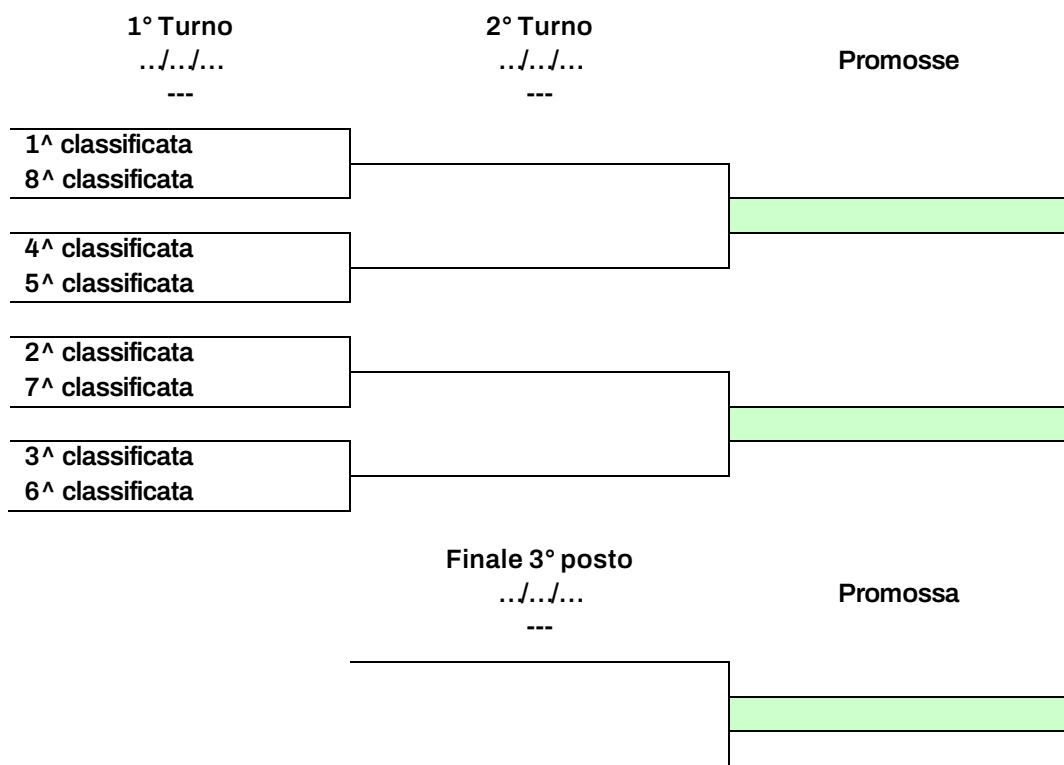 1° Turno
2° Turno
…/…/…
…/…/…
Promosse
---
---
1^ classificata
8^ classificata
4^ classificata
5^ classificata
2^ classificata
7^ classificata
3^ classificata
6^ classificata
Finale 3° posto
…/…/…
Promossa
---